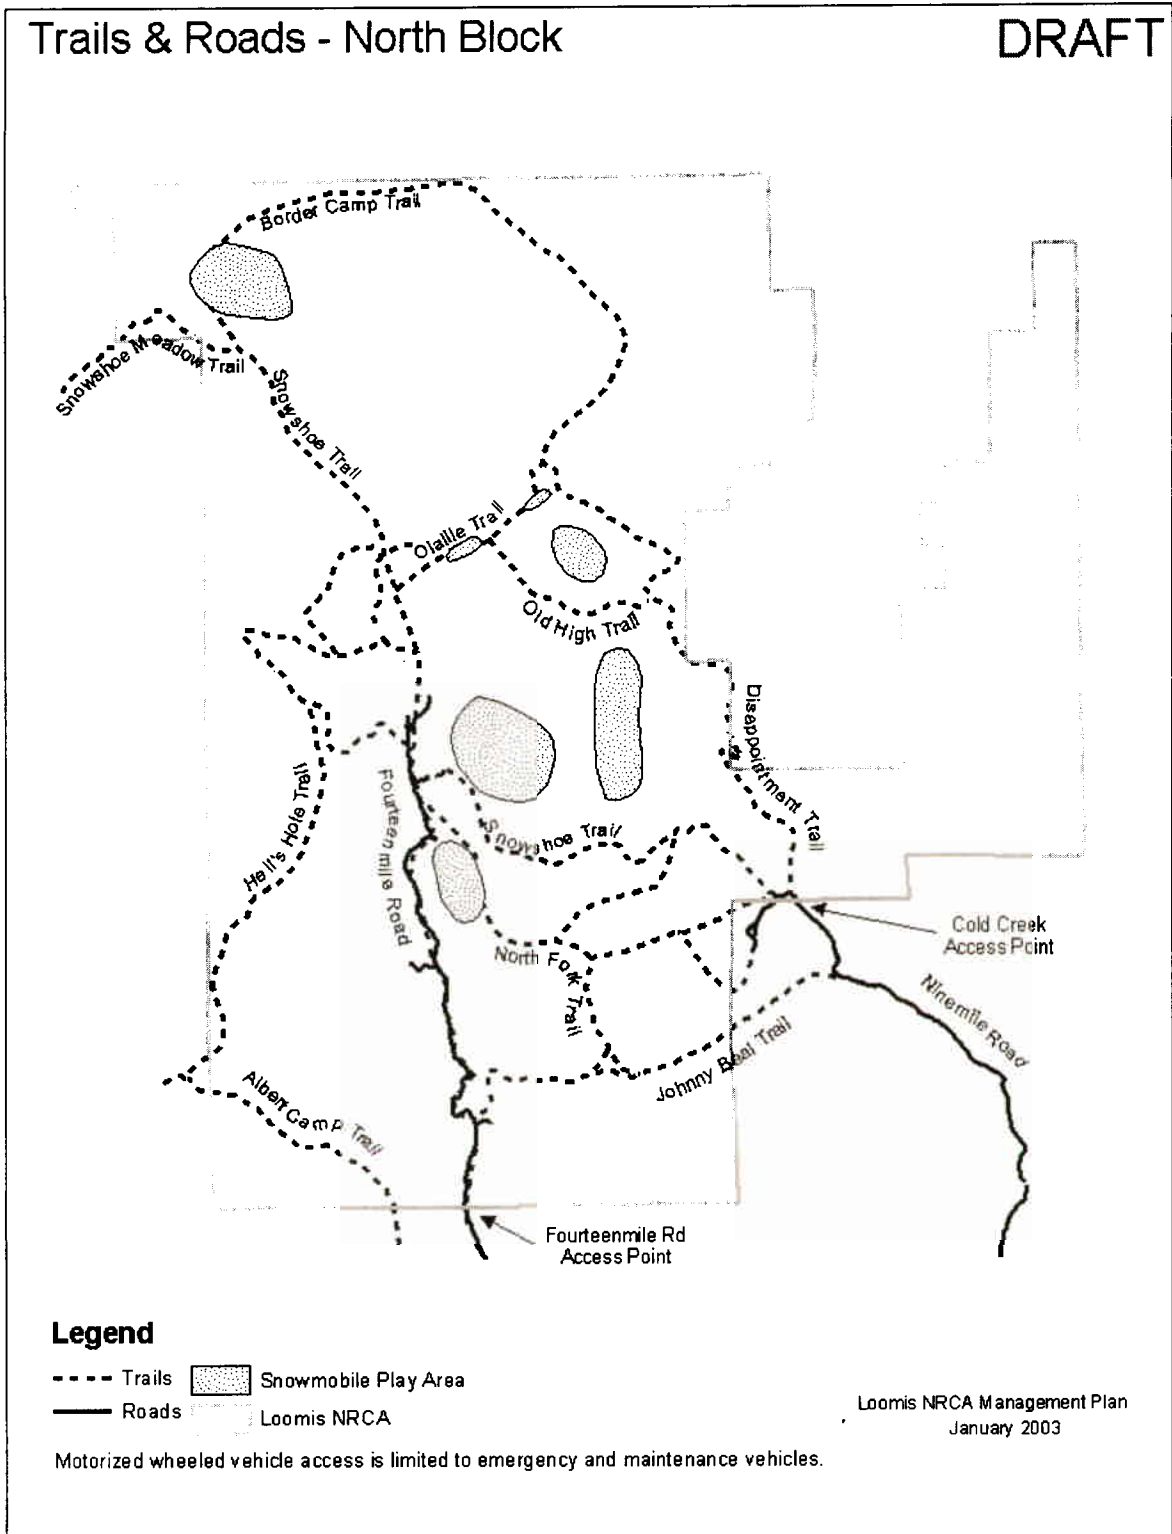 Trails & Roads - North Block
DRAFT
Border Camp Trail
Snowshoe Meadow Trail
Snowshoe Trail
Olallie Trail
Old High Trail
Disappointment Trail
Hell's Hole Trail
Fourteenmile Road
Snowshoe Trail
Cold Creek
Access Point
North Fork Trail
Ninemile Road
Johnny Beal Trail
Albert Camp Trail
Fourteenmile Rd
Access Point
Legend
Trails
Snowmobile Play Area
Roads
Loomis NRCA
Loomis NRCA Management Plan
January 2003
Motorized wheeled vehicle access is limited to emergency and maintenance vehicles.